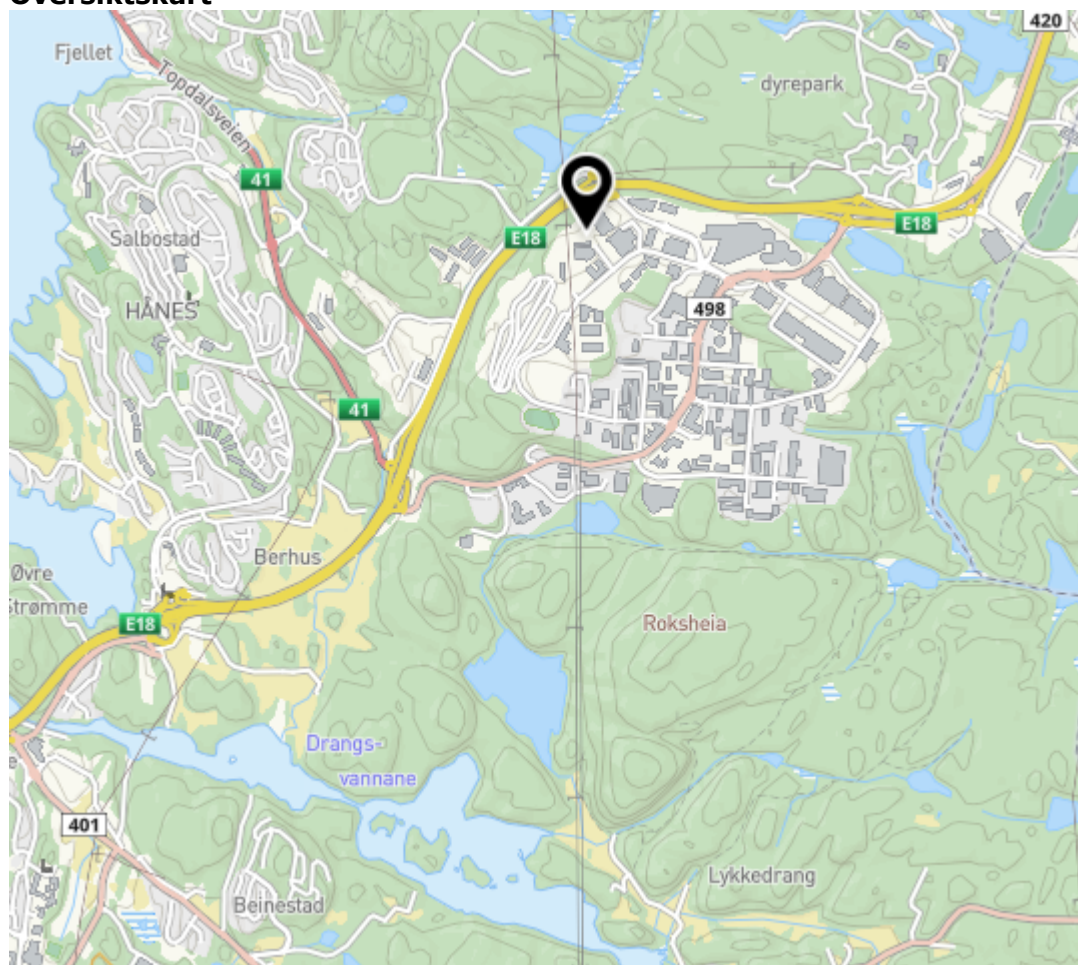 Oversiktskart
420
Fjellet
Topdalsveien
dyrepark
41
E18
E18
Salbostad
HÅNES
498
41
Berhus
Øvre
Strømme
E18
Roksheia
Drangs-
vannane
401
Lykkedrang
Beinestad